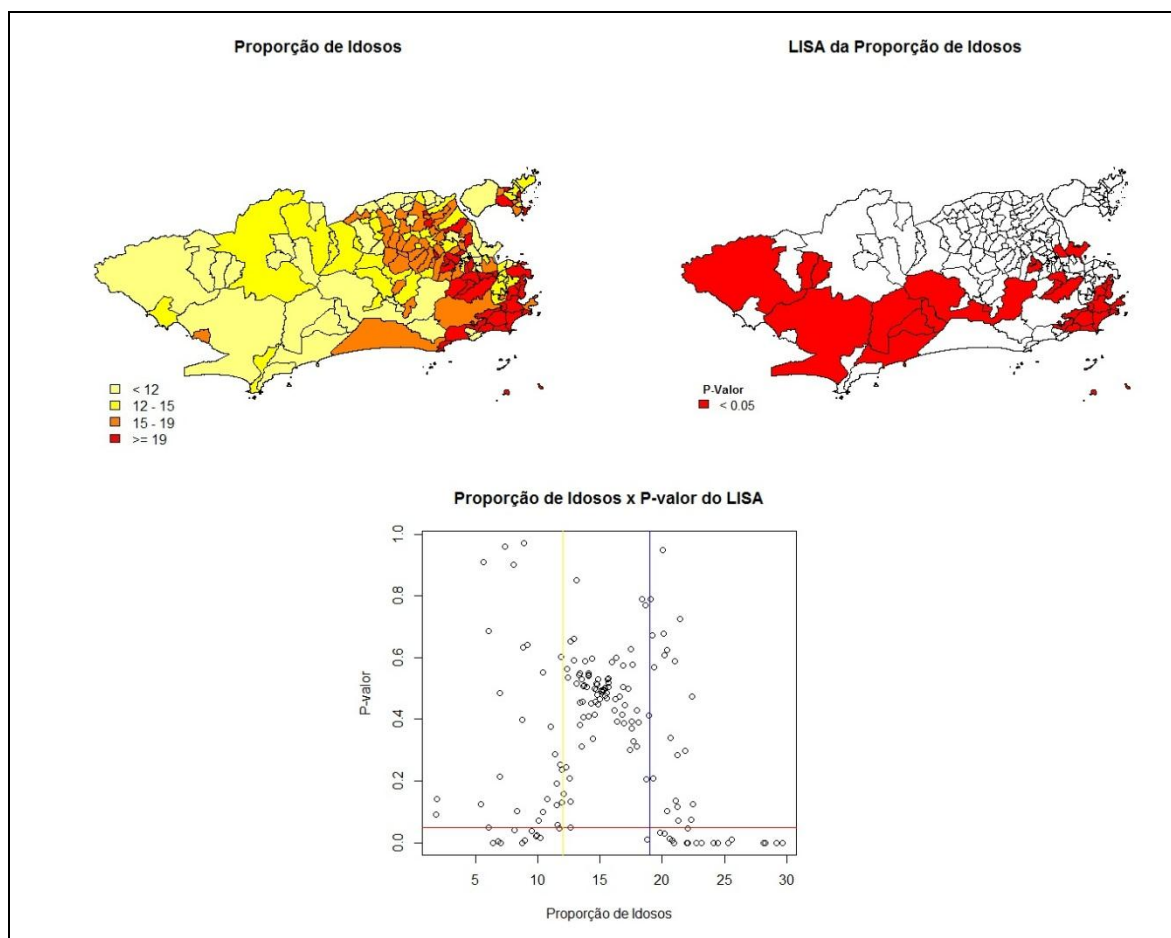 Proporção de Idosos
LISA da Proporção de Idosos
< 12
12 - 15
15 - 19
>= 19
P-Valor
< 0.05
Proporção de Idosos x P-valor do LISA
P-valor
1.0
0.8
0.6
0.4
0.2
0.0
5 10 15 20 25 30
Proporção de Idosos